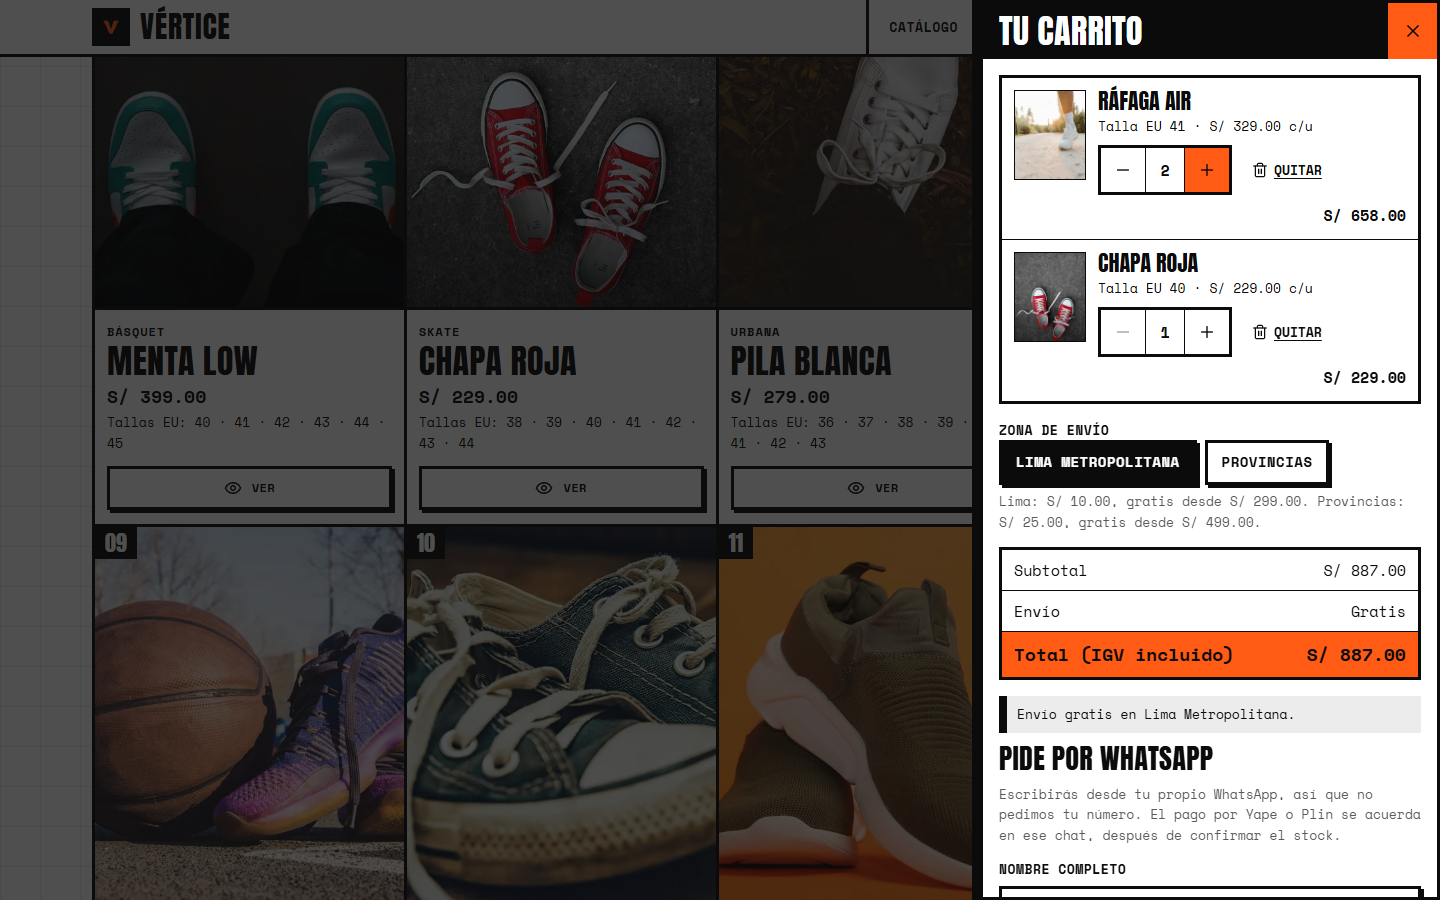 VÉRTICE
CATÁLOGO
BÁSQUET
MENTA LOW
S/ 399.00
Tallas EU: 40 · 41 · 42 · 43 · 44 ·
45
VER
SKATE
CHAPA ROJA
S/ 229.00
Tallas EU: 38 · 39 · 40 · 41 · 42 ·
43 · 44
VER
URBANA
PILA BLANCA
S/ 279.00
Tallas EU: 36 · 37 · 38 · 39 ·
41 · 42 · 43
VER
09
10
11
TU CARRITO
RÁFAGA AIR
Talla EU 41 · S/ 329.00 c/u
2
QUITAR
S/ 658.00
CHAPA ROJA
Talla EU 40 · S/ 229.00 c/u
1
QUITAR
S/ 229.00
ZONA DE ENVÍO
LIMA METROPOLITANA
PROVINCIAS
Lima: S/ 10.00, gratis desde S/ 299.00. Provincias:
S/ 25.00, gratis desde S/ 499.00.
Subtotal S/ 887.00
Envío Gratis
Total (IGV incluido) S/ 887.00
Envío gratis en Lima Metropolitana.
PIDE POR WHATSAPP
Escribirás desde tu propio WhatsApp, así que no
pedimos tu número. El pago por Yape o Plin se acuerda
en ese chat, después de confirmar el stock.
NOMBRE COMPLETO